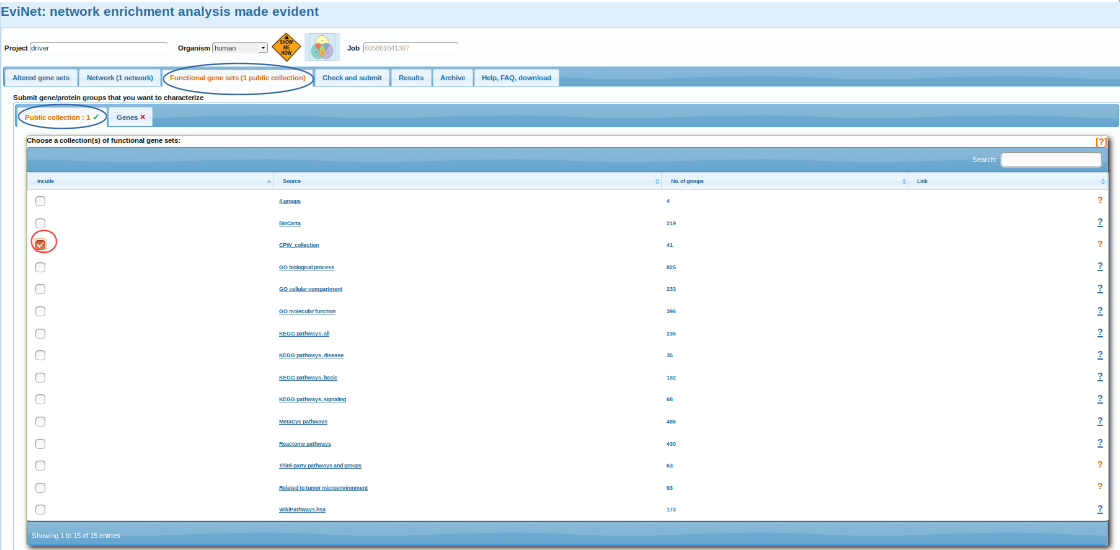 EviNet: network enrichment analysis made evident
Project driver Organism human SHOW ME HOW Job 605861641397
Altered gene sets Network (1 network) Functional gene sets (1 public collection) Check and submit Results Archive Help, FAQ, download
Submit gene/protein groups that you want to characterize
Public collection : 1 ✓ Genes ✕
Choose a collection(s) of functional gene sets: [?]
Search:
Include Source No. of groups Link
4 groups 4 ?
BioCarta 219 ?
CPW_collection 41 ?
GO biological process 825 ?
GO cellular compartment 233 ?
GO molecular function 396 ?
KEGG pathways, all 235 ?
KEGG pathways, disease 35 ?
KEGG pathways, basic 132 ?
KEGG pathways, signaling 68 ?
MetaCyc pathways 486 ?
Reactome pathways 430 ?
Third-party pathways and groups 63 ?
Related to tumor microenvironment 93 ?
WikiPathways.hsa 173 ?
Showing 1 to 15 of 15 entries